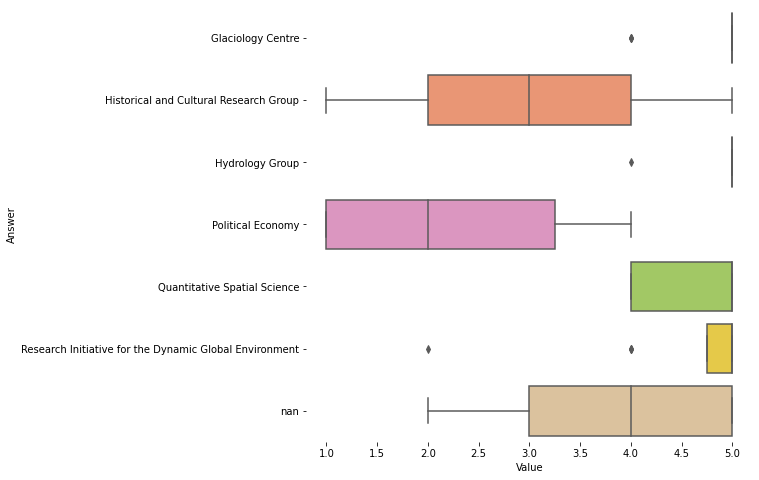 Glaciology Centre
Historical and Cultural Research Group
Hydrology Group
Political Economy
Quantitative Spatial Science
Research Initiative for the Dynamic Global Environment
nan
Answer
1.0 1.5 2.0 2.5 3.0 3.5 4.0 4.5 5.0
Value